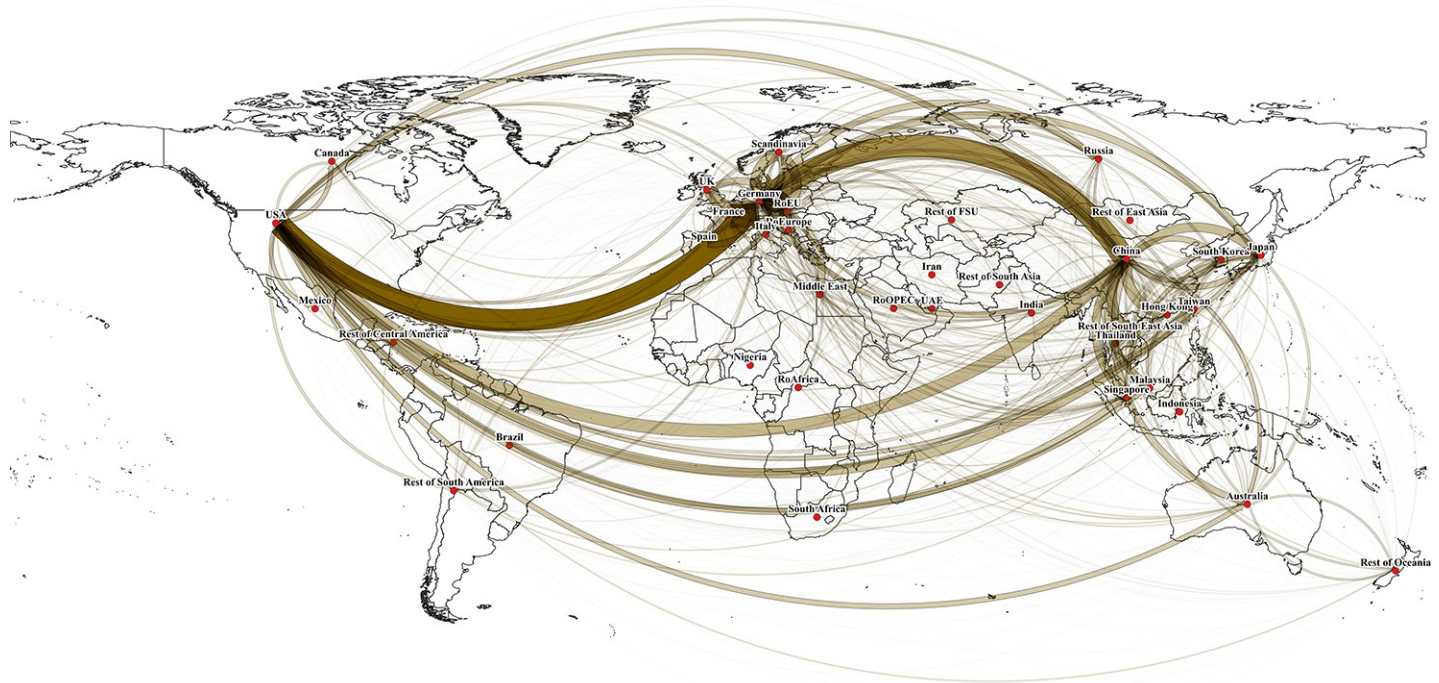 Canada
Scandinavia
Russia
UK
Germany
RoEU
France
USA
Rest of FSU
Rest of East Asia
Europe
Italy
Spain
China
South Korea
Japan
Iran
Rest of South Asia
Middle East
Mexico
RoOPEC
UAE
India
Hong Kong
Taiwan
Rest of Central America
Rest of South East Asia
Thailand
Nigeria
RoAfrica
Malaysia
Singapore
Indonesia
Brazil
Rest of South America
South Africa
Australia
Rest of Oceania